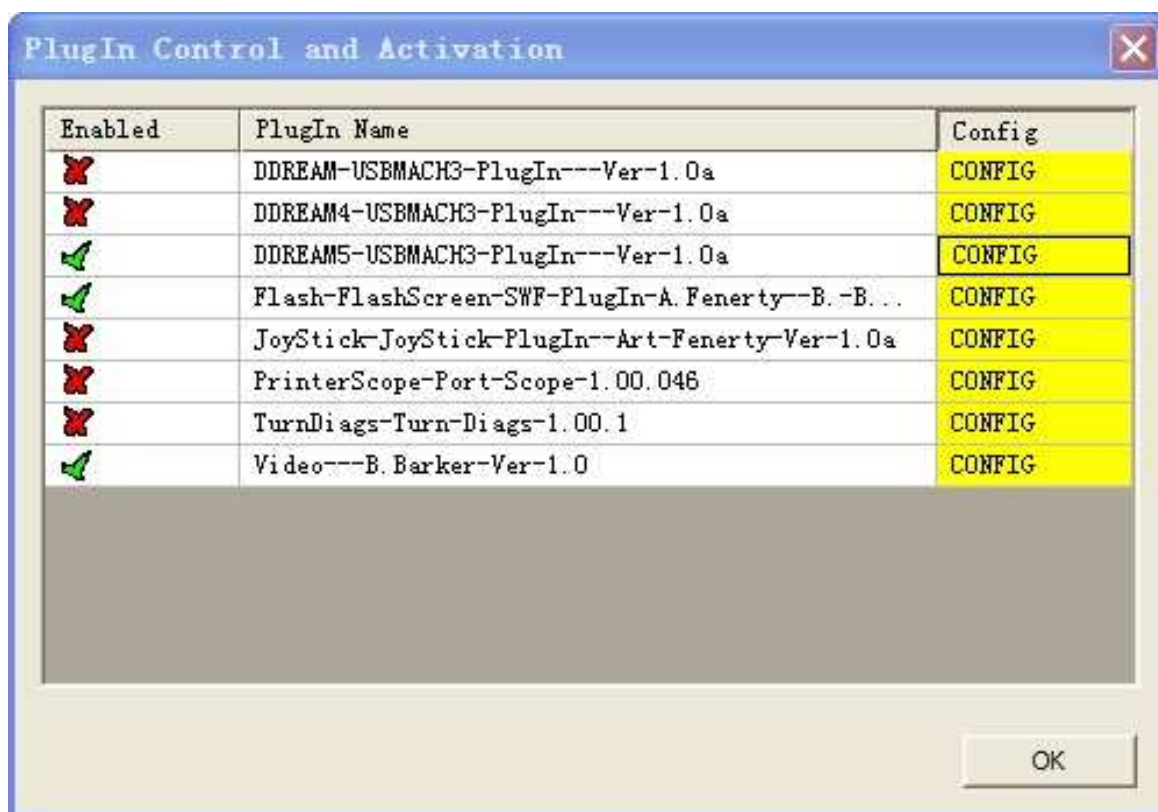 PlugIn Control and Activation
Enabled PlugIn Name Config
DDREAM-USBMACH3-PlugIn---Ver-1.0a CONFIG
DDREAM4-USBMACH3-PlugIn---Ver-1.0a CONFIG
DDREAM5-USBMACH3-PlugIn---Ver-1.0a CONFIG
Flash-FlashScreen-SWF-PlugIn-A.Fenerty--B.-B... CONFIG
JoyStick-JoyStick-PlugIn--Art-Fenerty-Ver-1.0a CONFIG
PrinterScope-Port-Scope-1.00.046 CONFIG
TurnDiags-Turn-Diags-1.00.1 CONFIG
Video---B.Barker-Ver-1.0 CONFIG
OK